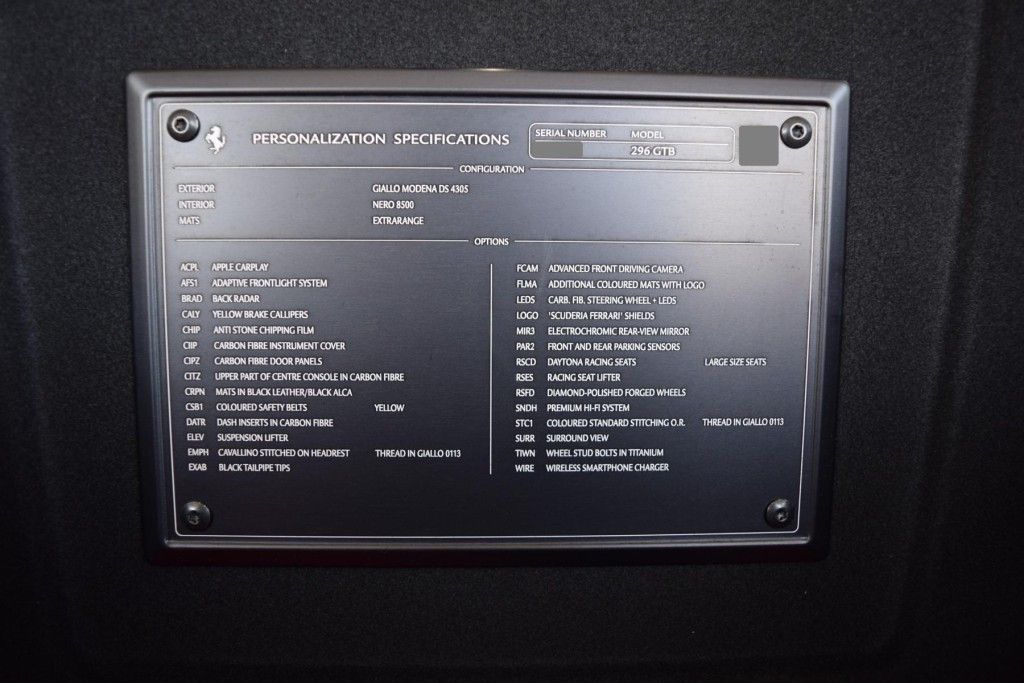 PERSONALIZATION SPECIFICATIONS
SERIAL NUMBER MODEL
296 GTB
CONFIGURATION
EXTERIOR GIALLO MODENA DS 4305
INTERIOR NERO 8500
MATS EXTRARANGE
OPTIONS
ACPL APPLE CARPLAY
AFS1 ADAPTIVE FRONTLIGHT SYSTEM
BRAD BACK RADAR
CALY YELLOW BRAKE CALLIPERS
CHIP ANTI STONE CHIPPING FILM
CIIP CARBON FIBRE INSTRUMENT COVER
CIPZ CARBON FIBRE DOOR PANELS
CITZ UPPER PART OF CENTRE CONSOLE IN CARBON FIBRE
CRPN MATS IN BLACK LEATHER/BLACK ALCA
CSB1 COLOURED SAFETY BELTS YELLOW
DATR DASH INSERTS IN CARBON FIBRE
ELEV SUSPENSION LIFTER
EMPH CAVALLINO STITCHED ON HEADREST THREAD IN GIALLO 0113
EXAB BLACK TAILPIPE TIPS
FCAM ADVANCED FRONT DRIVING CAMERA
FLMA ADDITIONAL COLOURED MATS WITH LOGO
LEDS CARB. FIB. STEERING WHEEL + LEDS
LOGO 'SCUDERIA FERRARI' SHIELDS
MIR3 ELECTROCHROMIC REAR-VIEW MIRROR
PAR2 FRONT AND REAR PARKING SENSORS
RSCD DAYTONA RACING SEATS LARGE SIZE SEATS
RSES RACING SEAT LIFTER
RSFD DIAMOND-POLISHED FORGED WHEELS
SNDH PREMIUM HI-FI SYSTEM
STC1 COLOURED STANDARD STITCHING O.R. THREAD IN GIALLO 0113
SURR SURROUND VIEW
TIWN WHEEL STUD BOLTS IN TITANIUM
WIRE WIRELESS SMARTPHONE CHARGER